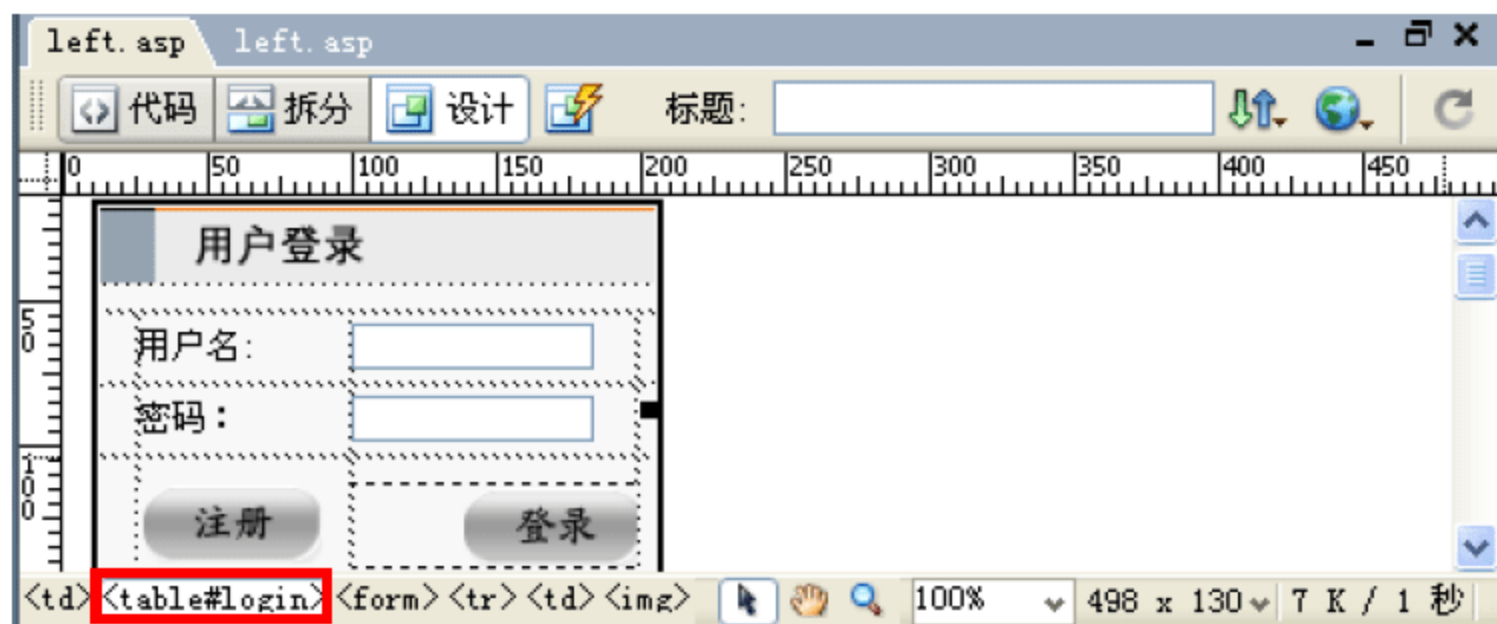 left.asp left.asp
代码 拆分 设计 标题:
0 50 100 150 200 250 300 350 400 450
用户登录
50
用户名:
密码：
100
注册 登录
<td> <table#login> <form> <tr> <td> <img> 100% 498 x 130 7 K / 1 秒